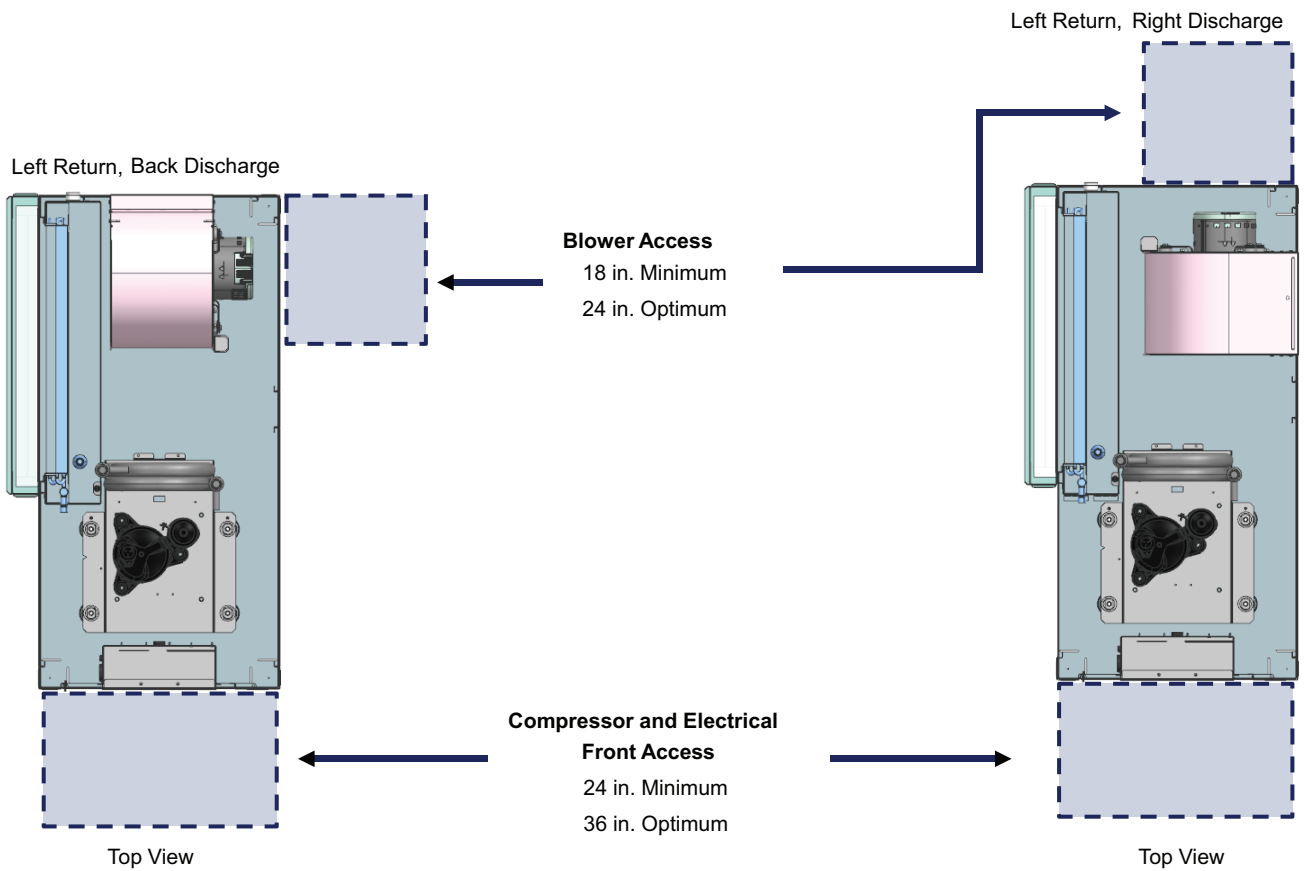 Left Return, Right Discharge
Left Return, Back Discharge
Blower Access
18 in. Minimum
24 in. Optimum
Compressor and Electrical
Front Access
24 in. Minimum
36 in. Optimum
Top View
Top View